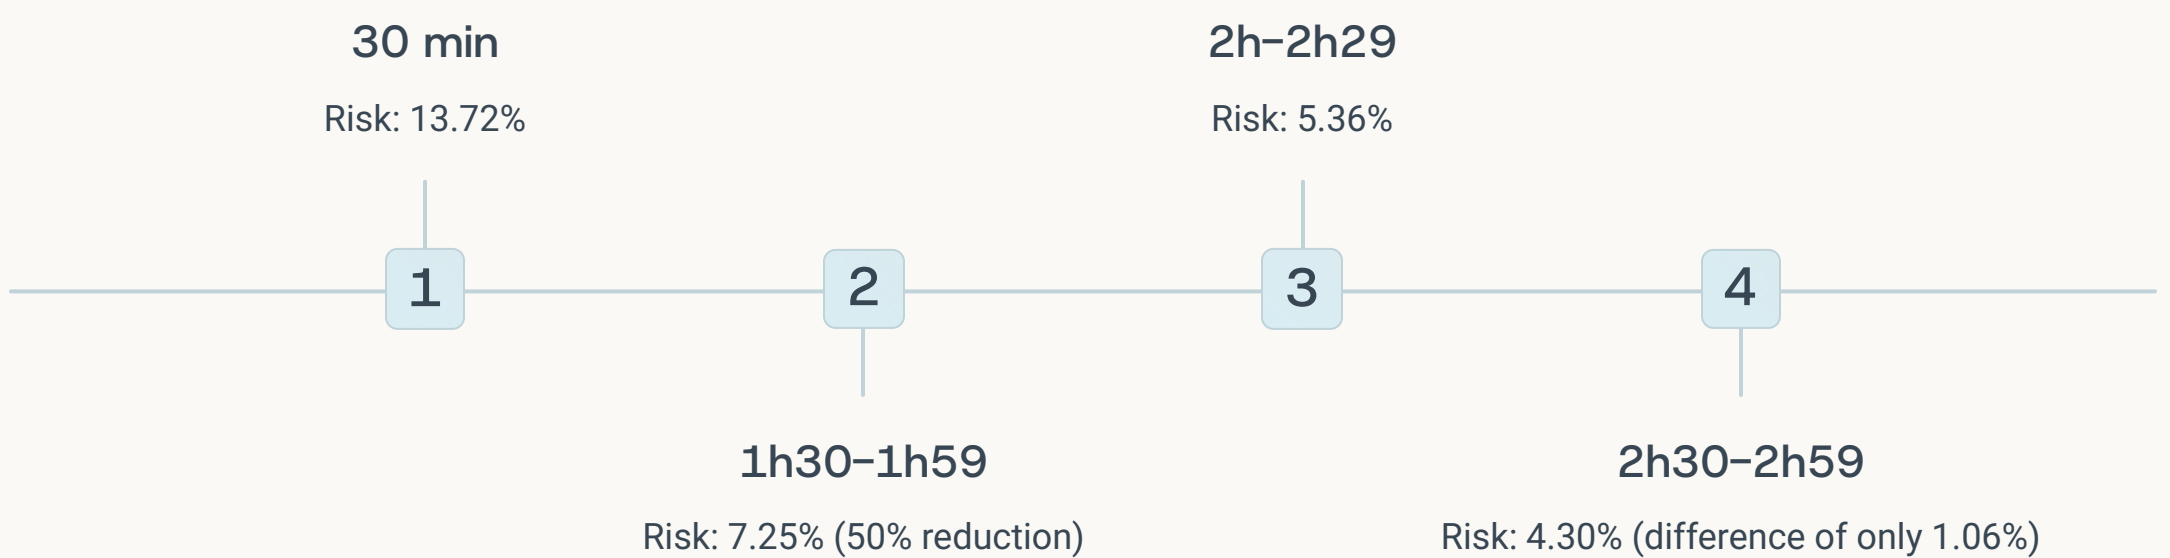 30 min
Risk: 13.72%
1
2
1h30–1h59
Risk: 7.25% (50% reduction)
2h–2h29
Risk: 5.36%
3
4
2h30–2h59
Risk: 4.30% (difference of only 1.06%)